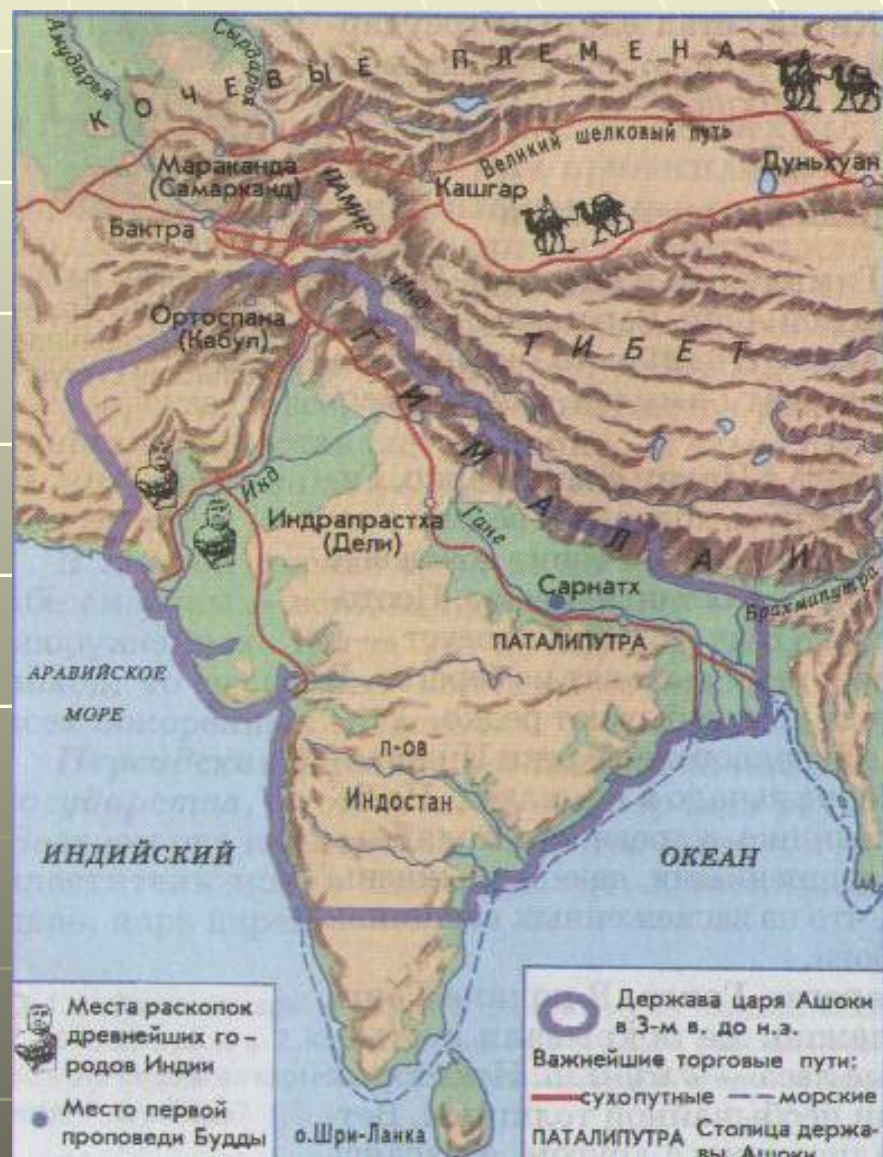 Амударья
Сырдарья
КОЧЕВЫЕ ПЛЕМЕНА
Великий шелковый путь
Мараканда
(Самарканд)
ПАМИР
Кашгар
Дуньхуан
Бактра
Ортоспана
(Кабул)
Инд
ТИБЕТ
ГИМАЛАИ
Инд
Индрапрастха
(Дели)
Ганг
Сарнатх
Брахмапутра
ПАТАЛИПУТРА
АРАВИЙСКОЕ
МОРЕ
п-ов
Индостан
ИНДИЙСКИЙ ОКЕАН
о.Шри-Ланка
Места раскопок
древнейших го-
родов Индии
Место первой
проповеди Будды
Держава царя Ашоки
в 3-м в. до н.э.
Важнейшие торговые пути:
сухопутные морские
ПАТАЛИПУТРА Столица держа-
вы Ашоки